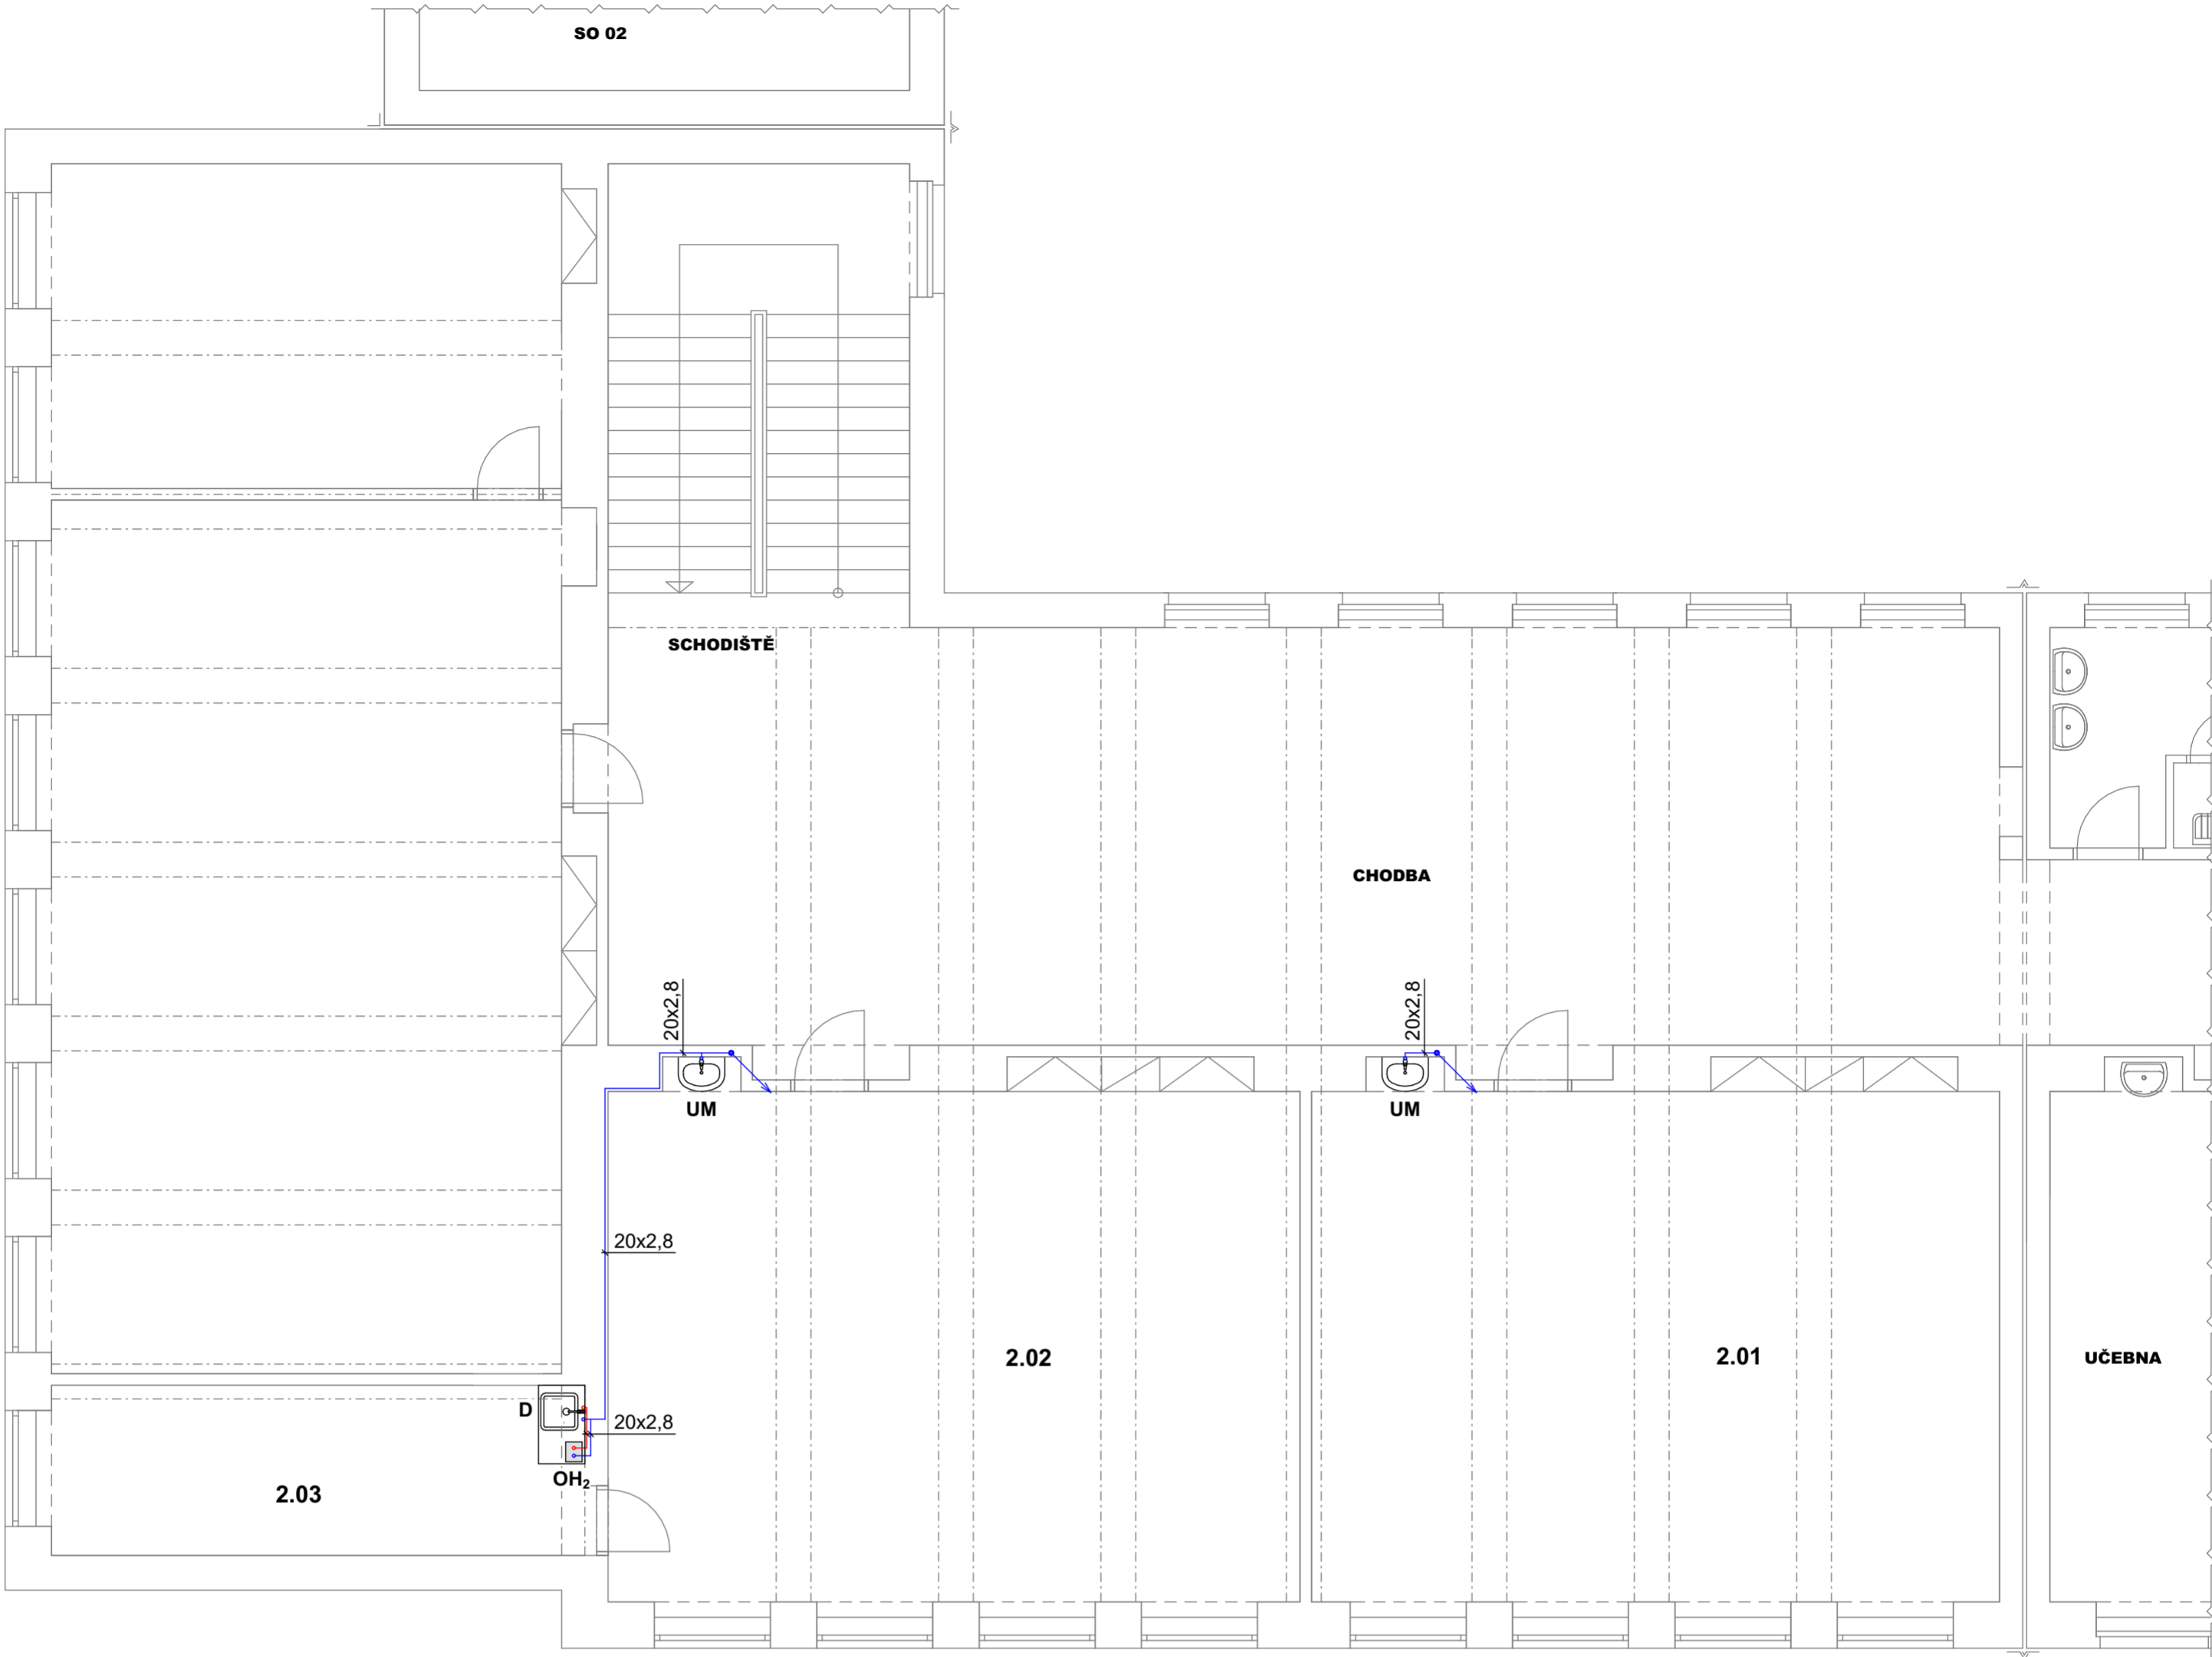 SO 02
SCHODIŠTĚ
CHODBA
20x2,8
20x2,8
UM
UM
20x2,8
2.02
2.01
UČEBNA
D
20x2,8
OH₂
2.03